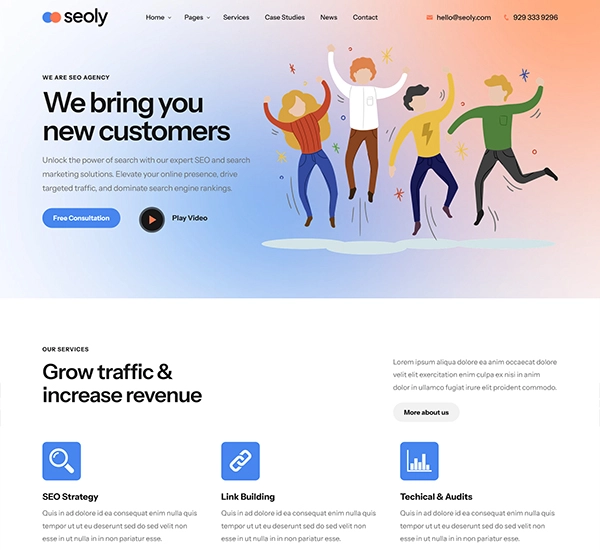 seoly
Home Pages Services Case Studies News Contact
hello@seoly.com 929 333 9296
WE ARE SEO AGENCY
We bring you
new customers
Unlock the power of search with our expert SEO and search
marketing solutions. Elevate your online presence, drive
targeted traffic, and dominate search engine rankings.
Free Consultation
Play Video
OUR SERVICES
Grow traffic &
increase revenue
Lorem ipsum aliqua dolore ea anim occaecat dolore
velit elit exercitation enim ullamco. Eu est adipisicing
dolor in ullamco fugiat irure elit proident commodo.
More about us
SEO Strategy
Quis in ad dolore id ea consequat enim nulla quis
tempor ut ut eu deserunt sed do sed velit non
esse in ut nulla in in non pariatur esse.
Link Building
Quis in ad dolore id ea consequat enim nulla quis
tempor ut ut eu deserunt sed do sed velit non
esse in ut nulla in in non pariatur esse.
Techical & Audits
Quis in ad dolore id ea consequat enim nulla quis
tempor ut ut eu deserunt sed do sed velit non
esse in ut nulla in in non pariatur esse.